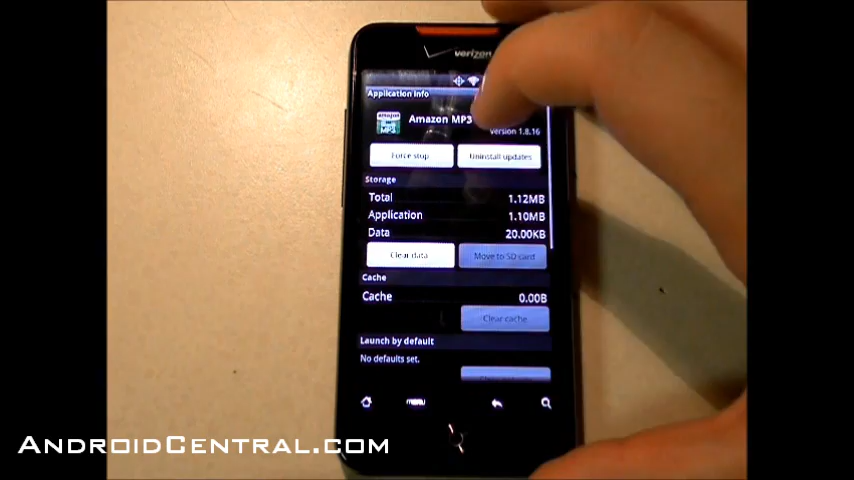 verizon
Application info
amazon
MP3
Amazon MP3
version 1.8.16
Force stop
Uninstall updates
Storage
Total 1.12MB
Application 1.10MB
Data 20.00KB
Clear data
Move to SD card
Cache
Cache 0.00B
Clear cache
Launch by default
No defaults set.
MENU
ANDROIDCENTRAL.COM